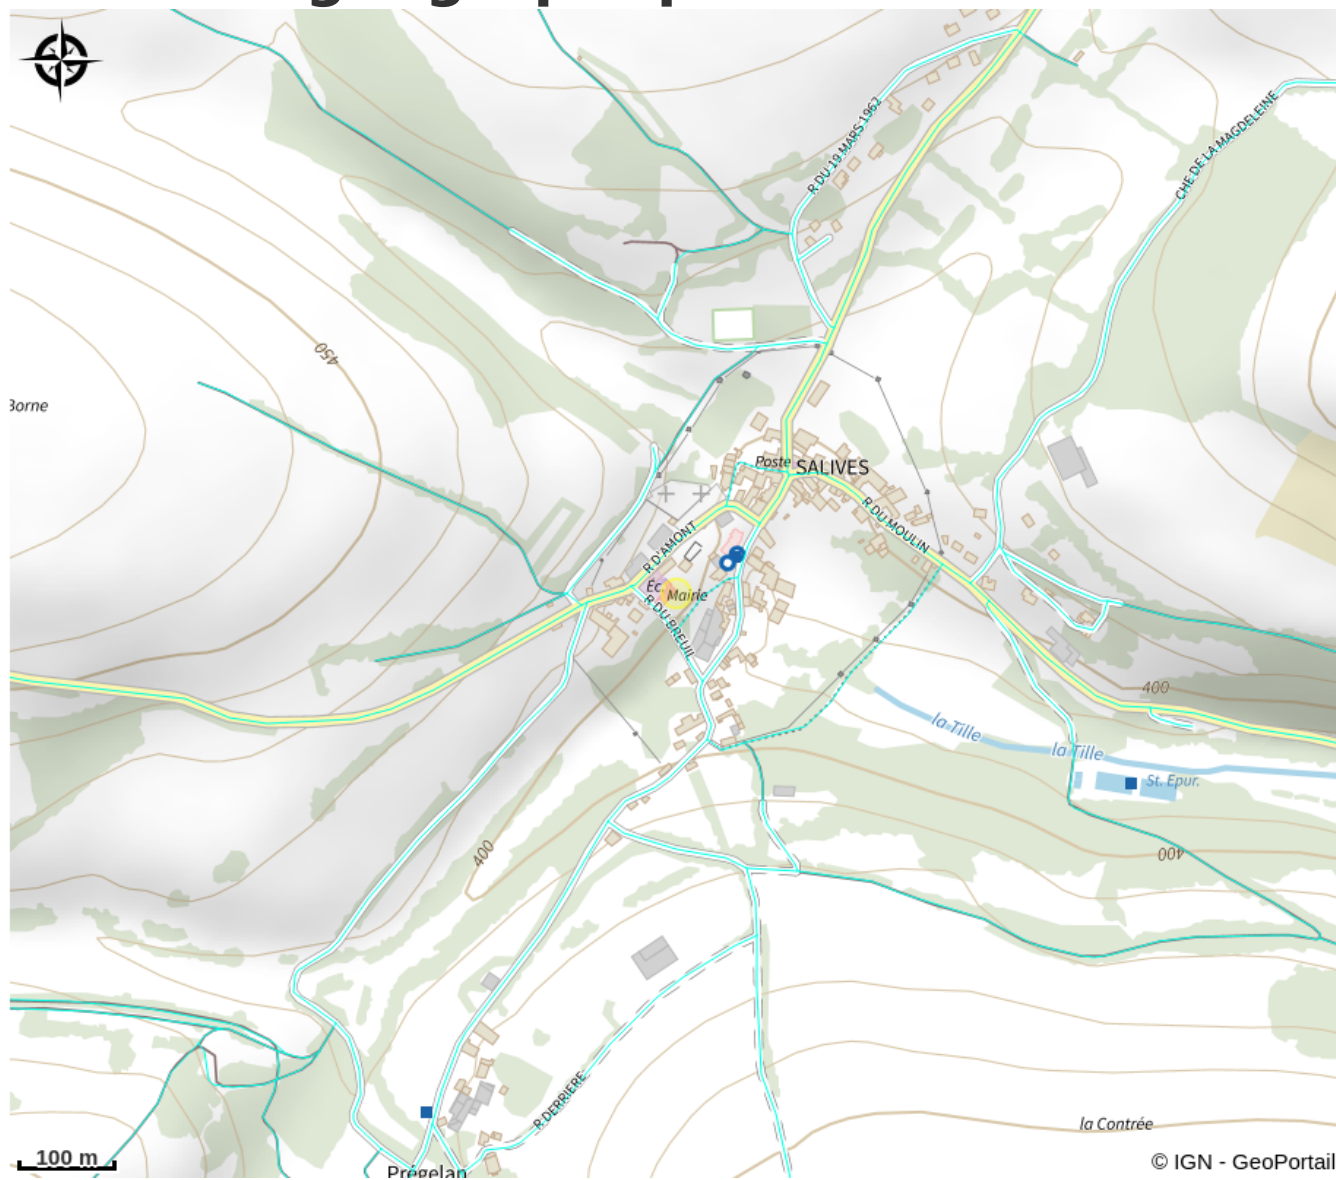 R DU 19 MARS 1962
CHE DE LA MAGDELEINE
450
Borne
Poste
SALIVES
R DU MOULIN
R D'AMONT
Ec.
Mairie
R DU BREUIL
400
la Tille
la Tille
St. Epur.
400
400
R DERRIERE
la Contrée
100 m
© IGN - GeoPortail
Prégelan